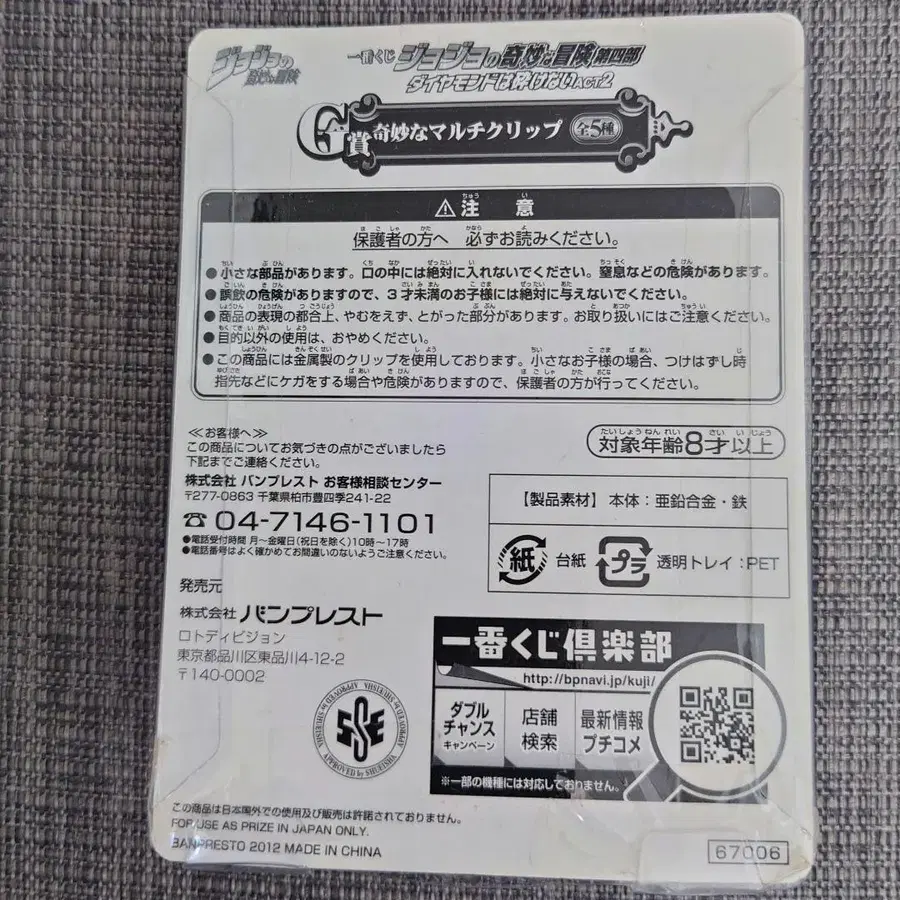 ジョジョの
奇妙な冒険
一番くじ ジョジョの奇妙な冒険 第四部
ダイヤモンドは砕けないACT2
G賞 奇妙なマルチクリップ 全5種
⚠注 意
保護者の方へ 必ずお読みください。
●小さな部品があります。口の中には絶対に入れないでください。窒息などの危険があります。
●誤飲の危険がありますので、3才未満のお子様には絶対に与えないでください。
●商品の表現の都合上、やむをえず、とがった部分があります。お取り扱いにはご注意ください。
●目的以外の使用は、おやめください。
●この商品には金属製のクリップを使用しております。小さなお子様の場合、つけはずし時
指先などにケガをする場合や危険がありますので、保護者の方が行ってください。
≪お客様へ≫
この商品についてお気づきの点がございましたら
下記までご連絡ください。
株式会社 バンプレスト お客様相談センター
〒277-0863 千葉県柏市豊四季241-22
☎ 04-7146-1101
●電話受付時間 月〜金曜日(祝日を除く)10時〜17時
●電話番号はよく確かめてお間違いのないようご注意ください。
対象年齢8才以上
【製品素材】 本体：亜鉛合金・鉄
紙 台紙 プラ 透明トレイ：PET
発売元
株式会社 バンプレスト
ロトディビジョン
東京都品川区東品川4-12-2
〒140-0002
APPROVED by SHUEISHA
一番くじ倶楽部
http://bpnavi.jp/kuji/
ダブル
チャンス
キャンペーン
店舗
検索
最新情報
プチコメ
※一部の機種には対応しておりません。
この商品は日本国外での使用及び販売は許諾されておりません。
FOR USE AS PRIZE IN JAPAN ONLY.
BANPRESTO 2012 MADE IN CHINA
67006